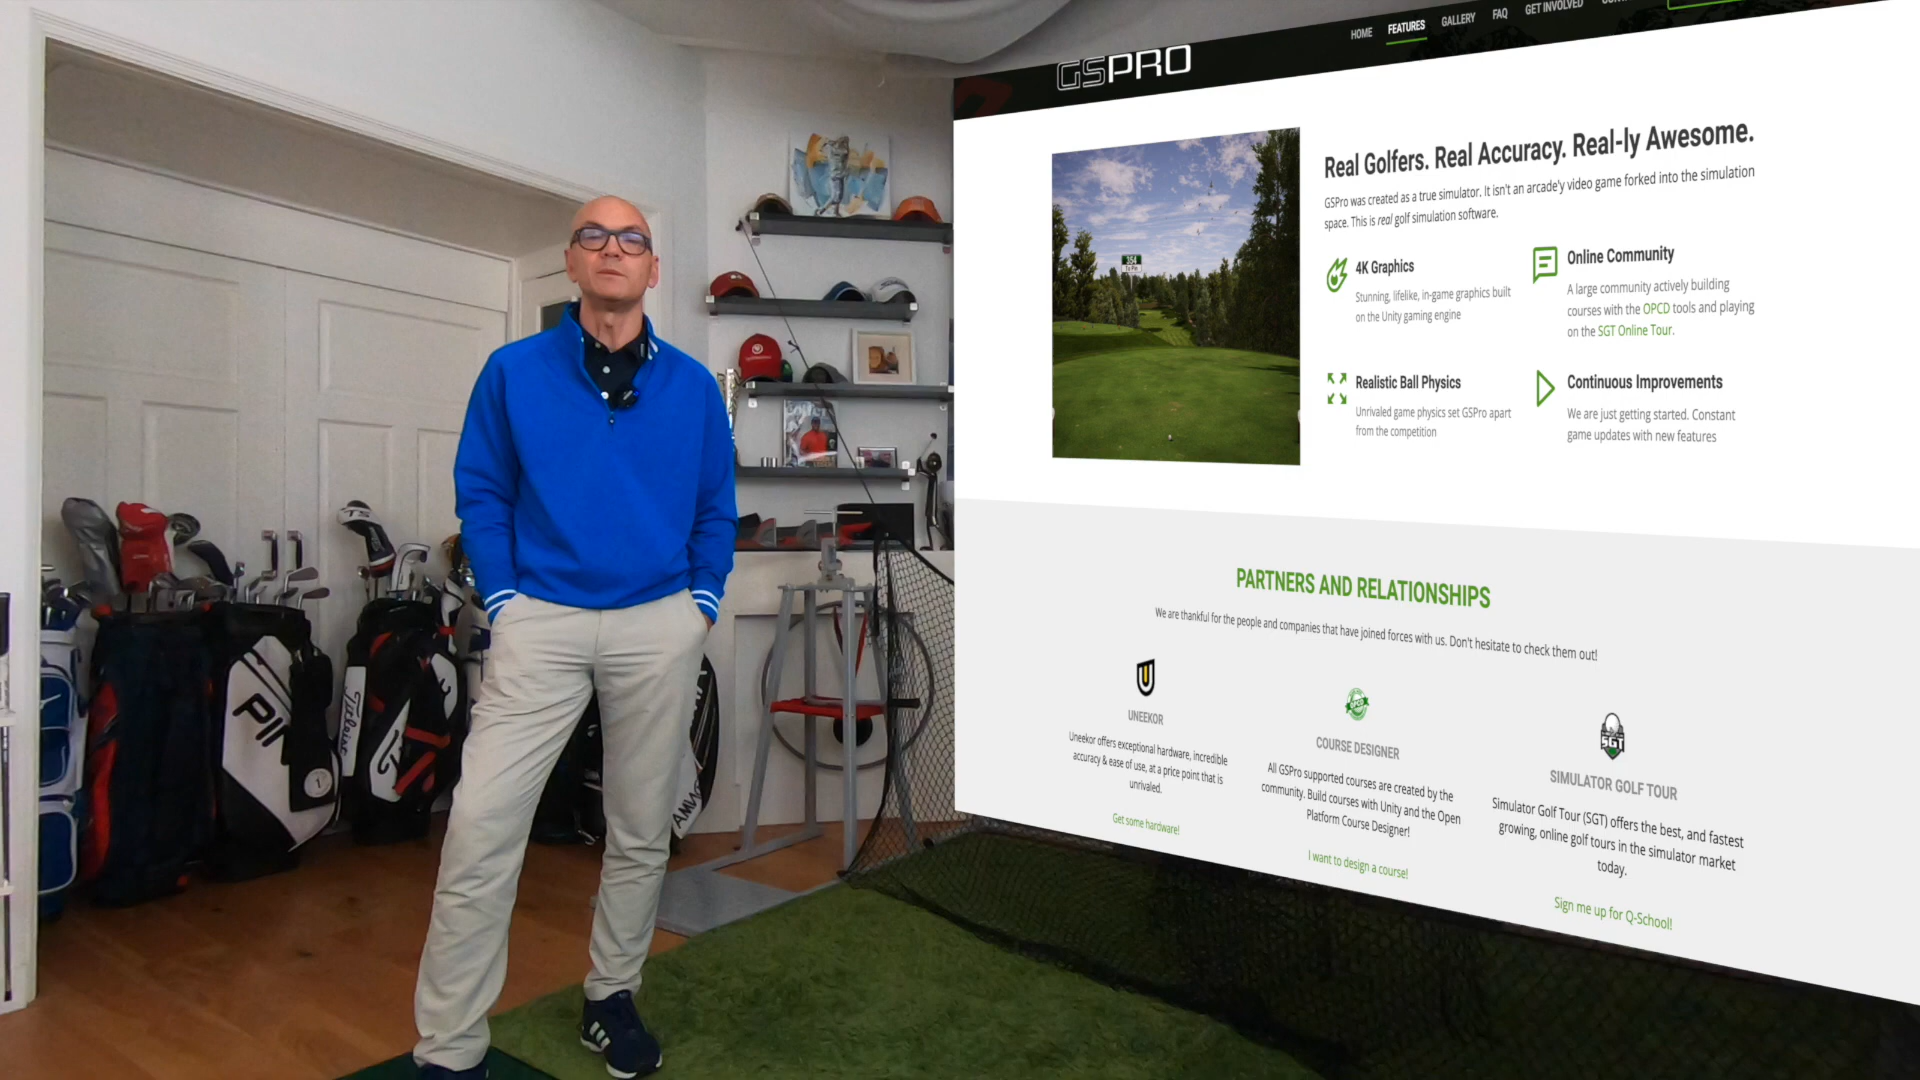 HOME
FEATURES
GALLERY
FAQ
GET INVOLVED
GSPRO
Real Golfers. Real Accuracy. Real-ly Awesome.
GSPro was created as a true simulator. It isn't an arcade'y video game forked into the simulation
space. This is real golf simulation software.
354
To Pin
4K Graphics
Stunning, lifelike, in-game graphics built
on the Unity gaming engine
Online Community
A large community actively building
courses with the OPCD tools and playing
on the SGT Online Tour.
Realistic Ball Physics
Unrivaled game physics set GSPro apart
from the competition
Continuous Improvements
We are just getting started. Constant
game updates with new features
PARTNERS AND RELATIONSHIPS
We are thankful for the people and companies that have joined forces with us. Don't hesitate to check them out!
UNEEKOR
Uneekor offers exceptional hardware, incredible
accuracy & ease of use, at a price point that is
unrivaled.
Get some hardware!
OPCD
COURSE DESIGNER
All GSPro supported courses are created by the
community. Build courses with Unity and the Open
Platform Course Designer!
I want to design a course!
SGT
SIMULATOR GOLF TOUR
Simulator Golf Tour (SGT) offers the best, and fastest
growing, online golf tours in the simulator market
today.
Sign me up for Q-School!
PING
Titleist